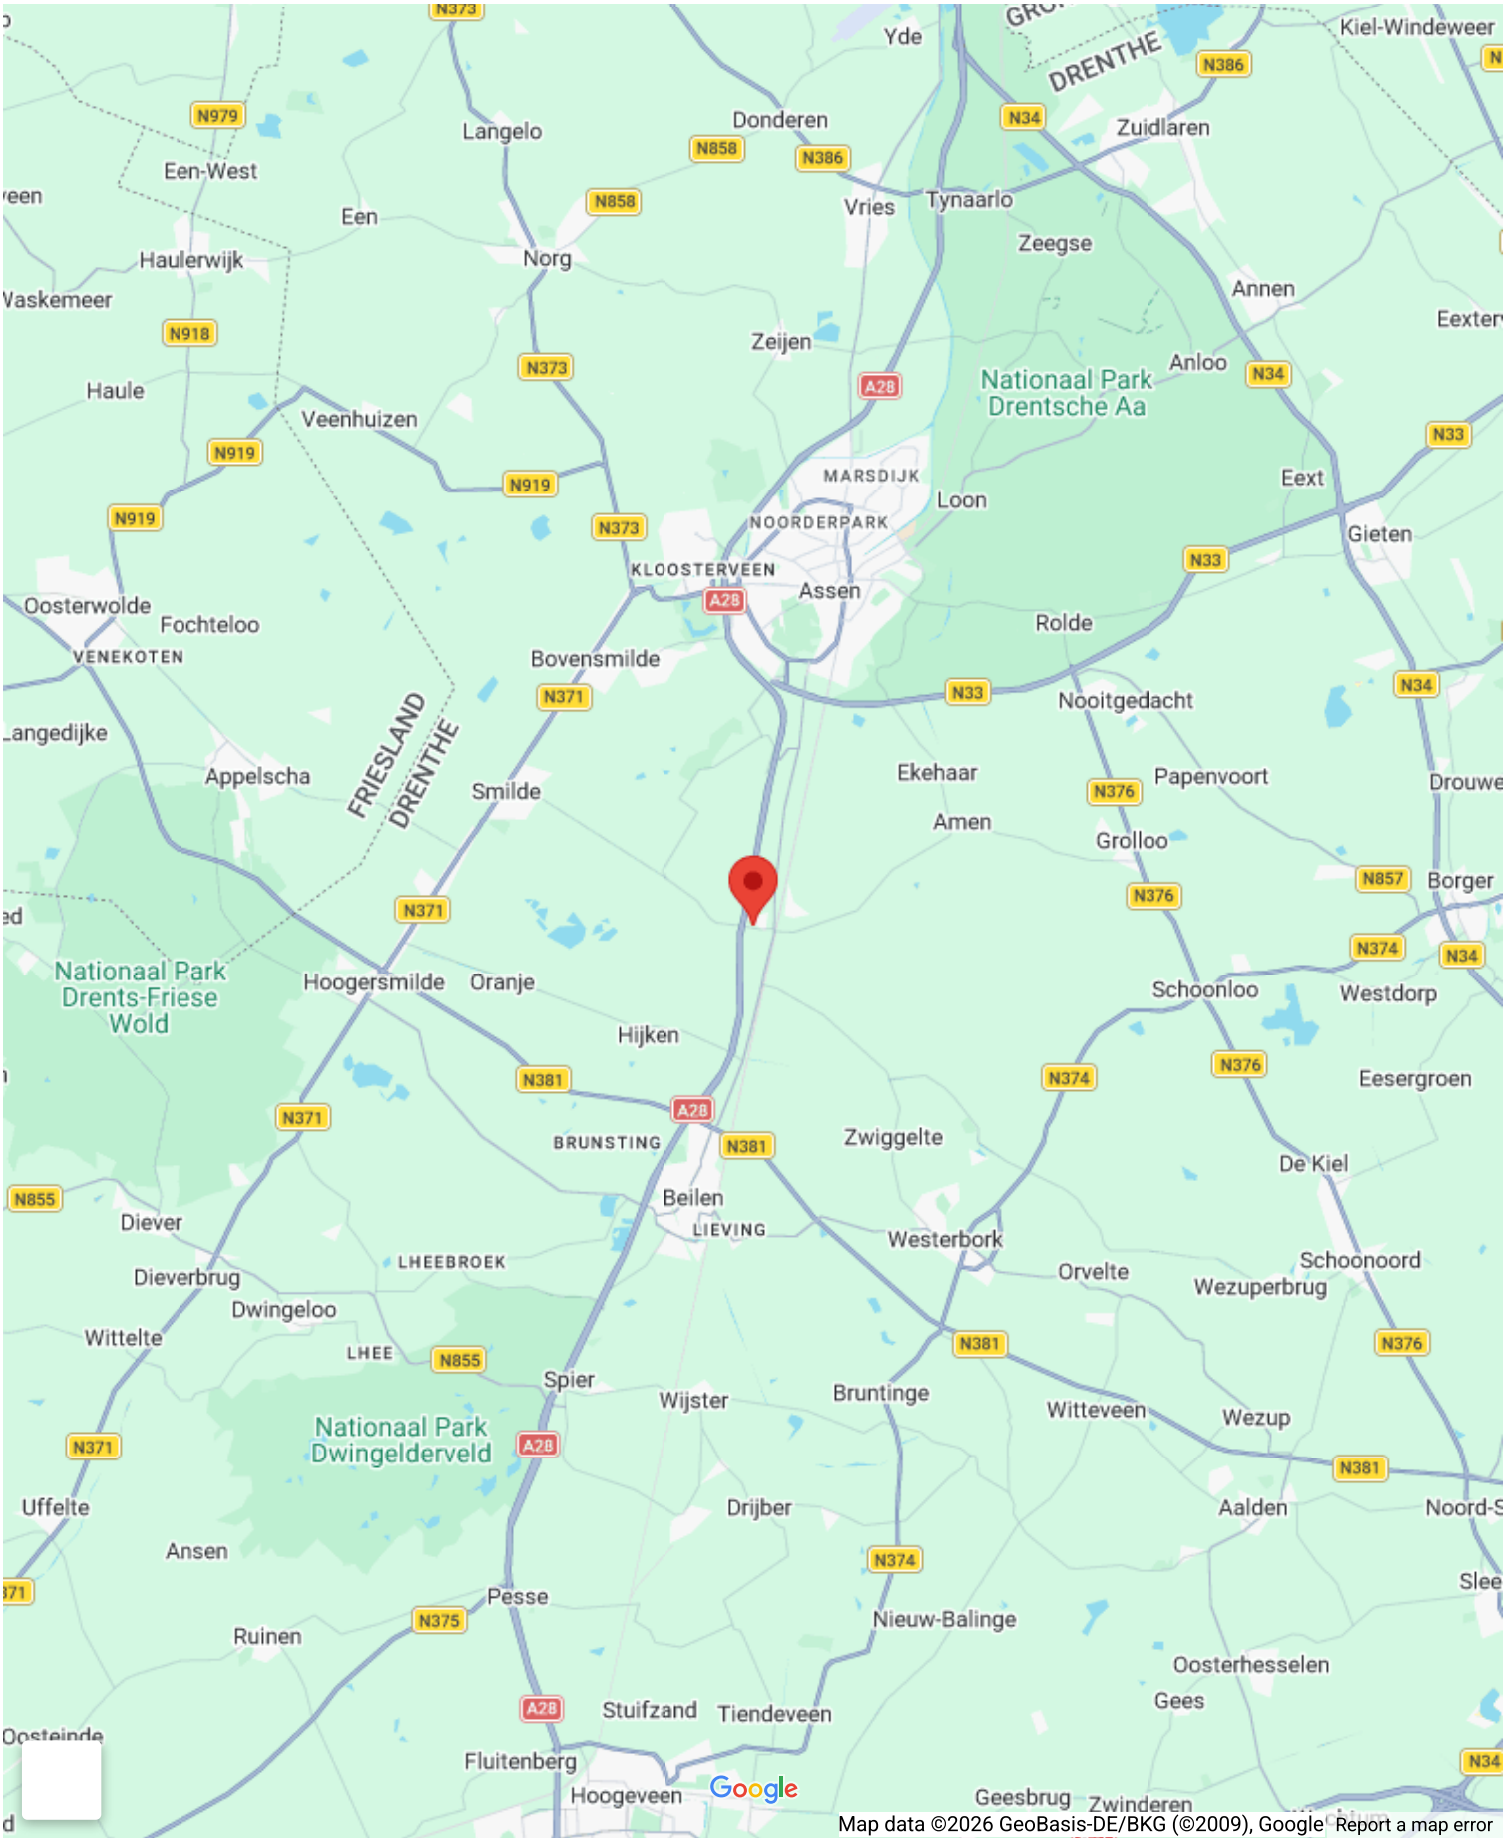 N373
Yde
GRO
DRENTHE
Kiel-Windeweer
N386
N979
Langelo
Donderen
N34
Zuidlaren
N858
N386
Een-West
veen
Een
N858
Vries
Tynaarlo
Zeegse
Haulerwijk
Norg
Waskemeer
Annen
N918
Zeijen
Eexter
Haule
N373
A28
Nationaal Park
Drentsche Aa
Anloo
N34
Veenhuizen
N919
N33
MARSDIJK
N919
Loon
Eext
N919
N373
NOORDERPARK
Gieten
KLOOSTERVEEN
N33
A28
Assen
Oosterwolde
Fochteloo
Rolde
VENEKOTEN
Bovensmilde
N371
N33
N34
Nooitgedacht
Langedijke
FRIESLAND
DRENTHE
Appelscha
Smilde
Ekehaar
N376
Papenvoort
Drouwe
Amen
Grolloo
N371
N376
N857
Borger
N374
N34
Nationaal Park
Drents-Friese
Wold
Hoogersmilde
Oranje
Schoonloo
Westdorp
Hijken
N381
N374
N376
Eesergroen
N371
A28
BRUNSTING
N381
Zwiggelte
De Kiel
N855
Beilen
Diever
LIEVING
Westerbork
LHEEBROEK
Schoonoord
Dieverbrug
Orvelte
Wezuperbrug
Dwingeloo
Wittelte
LHEE
N855
N381
N376
Spier
Wijster
Bruntinge
Witteveen
Wezup
Nationaal Park
Dwingelderveld
N371
A28
N381
Uffelte
Drijber
Aalden
Noord-S
Ansen
N374
371
Pesse
Slee
N375
Nieuw-Balinge
Ruinen
Oosterhesselen
Gees
A28
Stuifzand
Tiendeveen
Oosteinde
Fluitenberg
N34
Hoogeveen
Google
Geesbrug
Zwinderen
Map data ©2026 GeoBasis-DE/BKG (©2009), Google
Report a map error